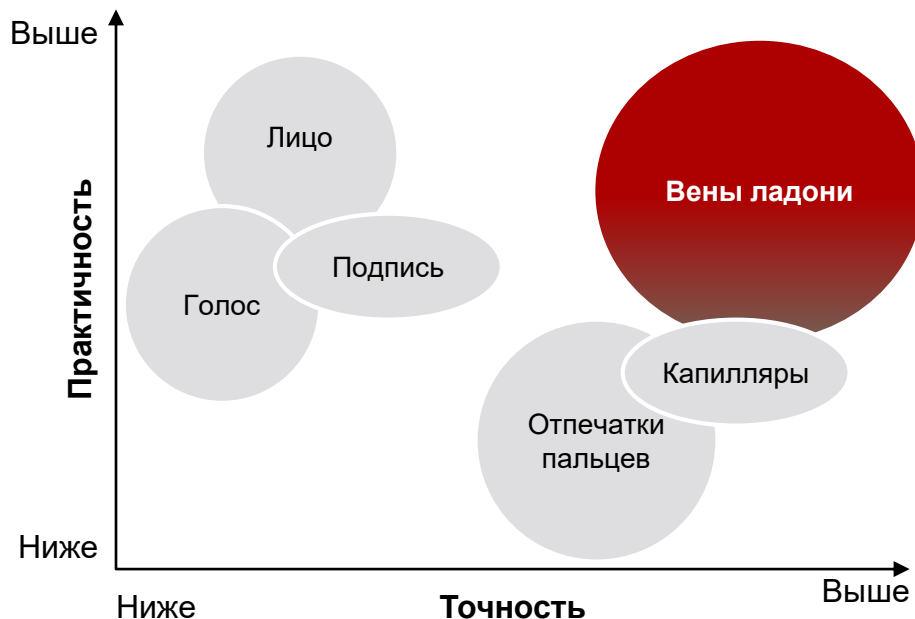 Выше
Лицо
Вены ладони
Практичность
Подпись
Голос
Капилляры
Отпечатки
пальцев
Ниже
Выше
Ниже
Точность